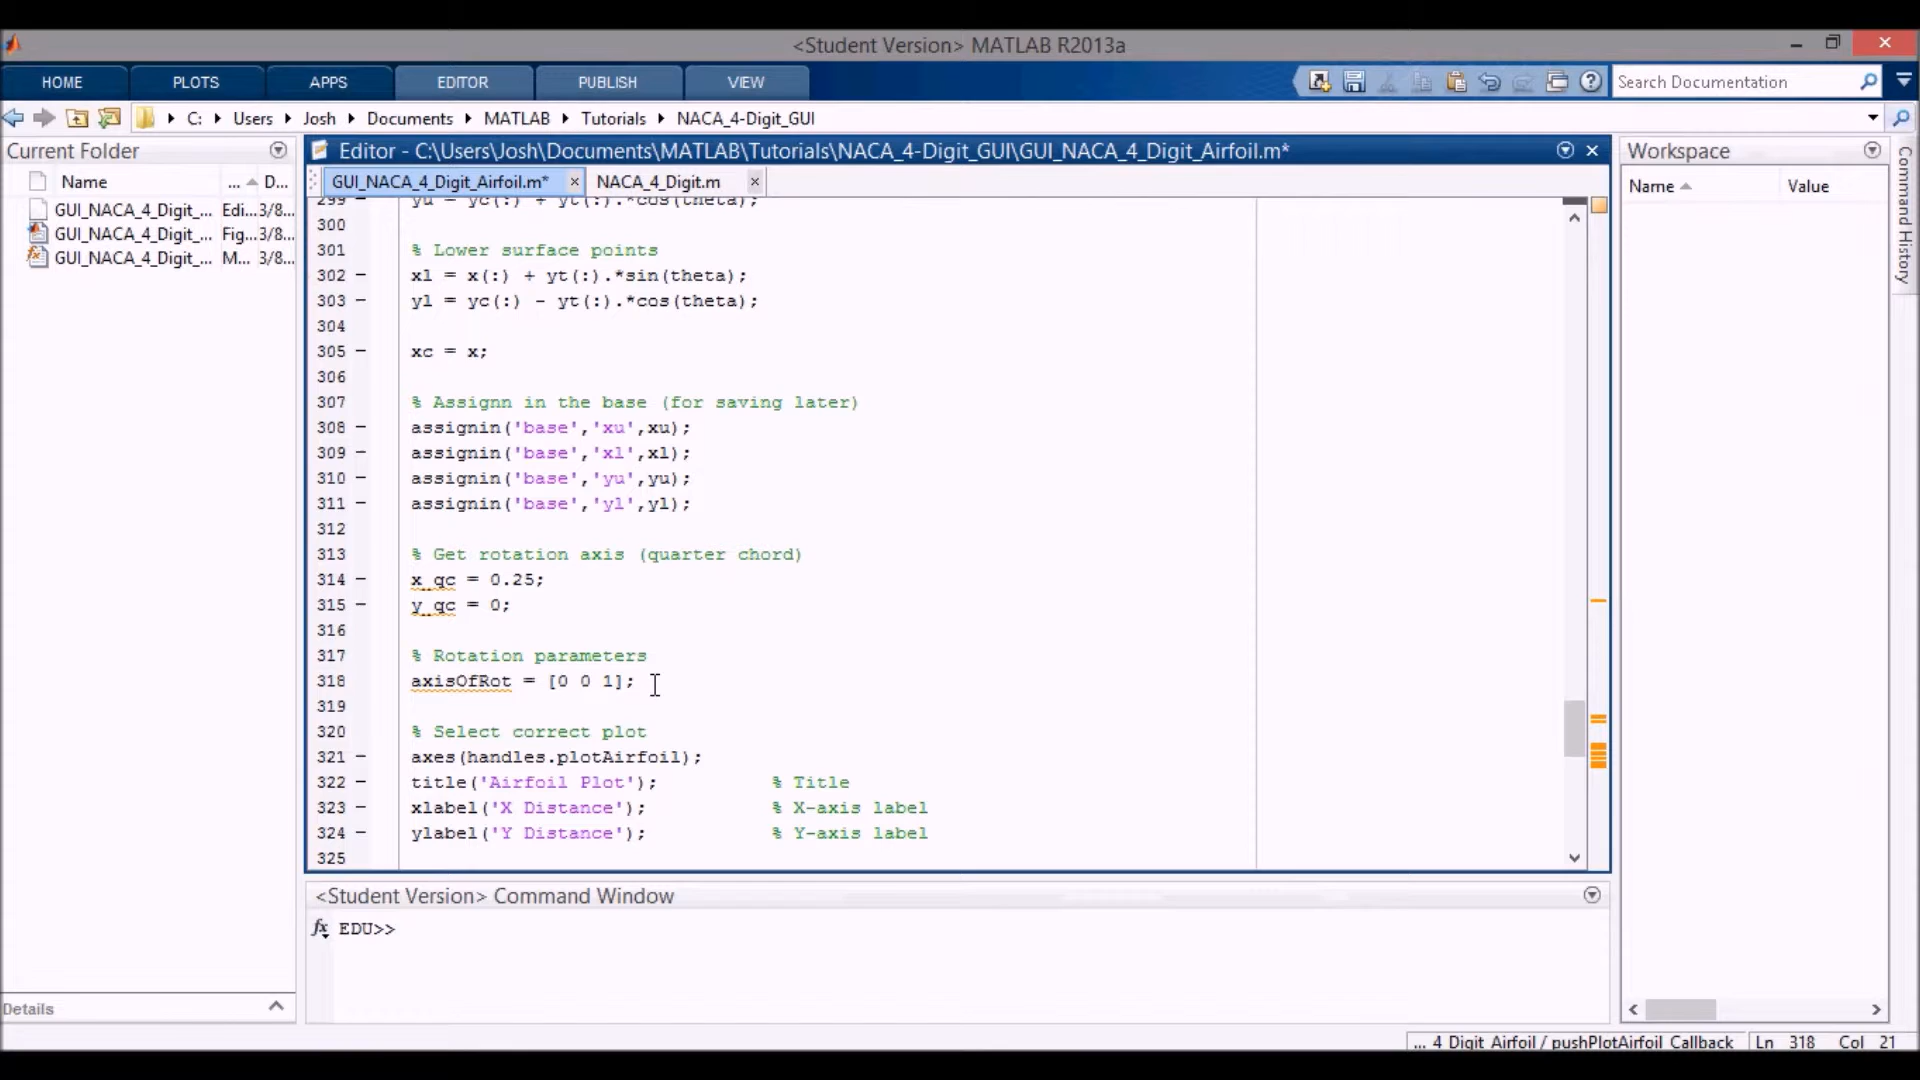 <Student Version> MATLAB R2013a
HOME PLOTS APPS EDITOR PUBLISH VIEW Search Documentation
C: Users Josh Documents MATLAB Tutorials NACA_4-Digit_GUI
Current Folder
Name ... D...
GUI_NACA_4_Digit_... Edi... 3/8...
GUI_NACA_4_Digit_... Fig... 3/8...
GUI_NACA_4_Digit_... M... 3/8...
Details
Editor - C:\Users\Josh\Documents\MATLAB\Tutorials\NACA_4-Digit_GUI\GUI_NACA_4_Digit_Airfoil.m*
GUI_NACA_4_Digit_Airfoil.m* NACA_4_Digit.m
299 - yu = yc(:) + yt(:).*cos(theta);
300
301 % Lower surface points
302 - xl = x(:) + yt(:).*sin(theta);
303 - yl = yc(:) - yt(:).*cos(theta);
304
305 - xc = x;
306
307 % Assignn in the base (for saving later)
308 - assignin('base','xu',xu);
309 - assignin('base','xl',xl);
310 - assignin('base','yu',yu);
311 - assignin('base','yl',yl);
312
313 % Get rotation axis (quarter chord)
314 - x_qc = 0.25;
315 - y_qc = 0;
316
317 % Rotation parameters
318 - axisOfRot = [0 0 1];
319
320 % Select correct plot
321 - axes(handles.plotAirfoil);
322 - title('Airfoil Plot'); % Title
323 - xlabel('X Distance'); % X-axis label
324 - ylabel('Y Distance'); % Y-axis label
325
<Student Version> Command Window
fx EDU>>
Workspace
Name Value
Command History
... 4 Digit Airfoil / pushPlotAirfoil Callback Ln 318 Col 21